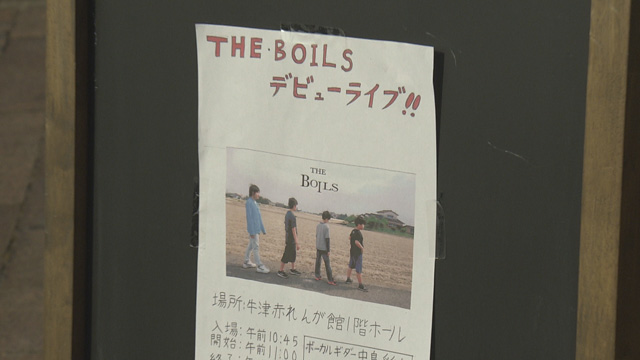 THE・BOILS
デビューライブ!!
THE
BOILS
場所:牛津赤れんが館1階ホール
入場:午前10:45
開始:午前11:00
ボーカルギター中島